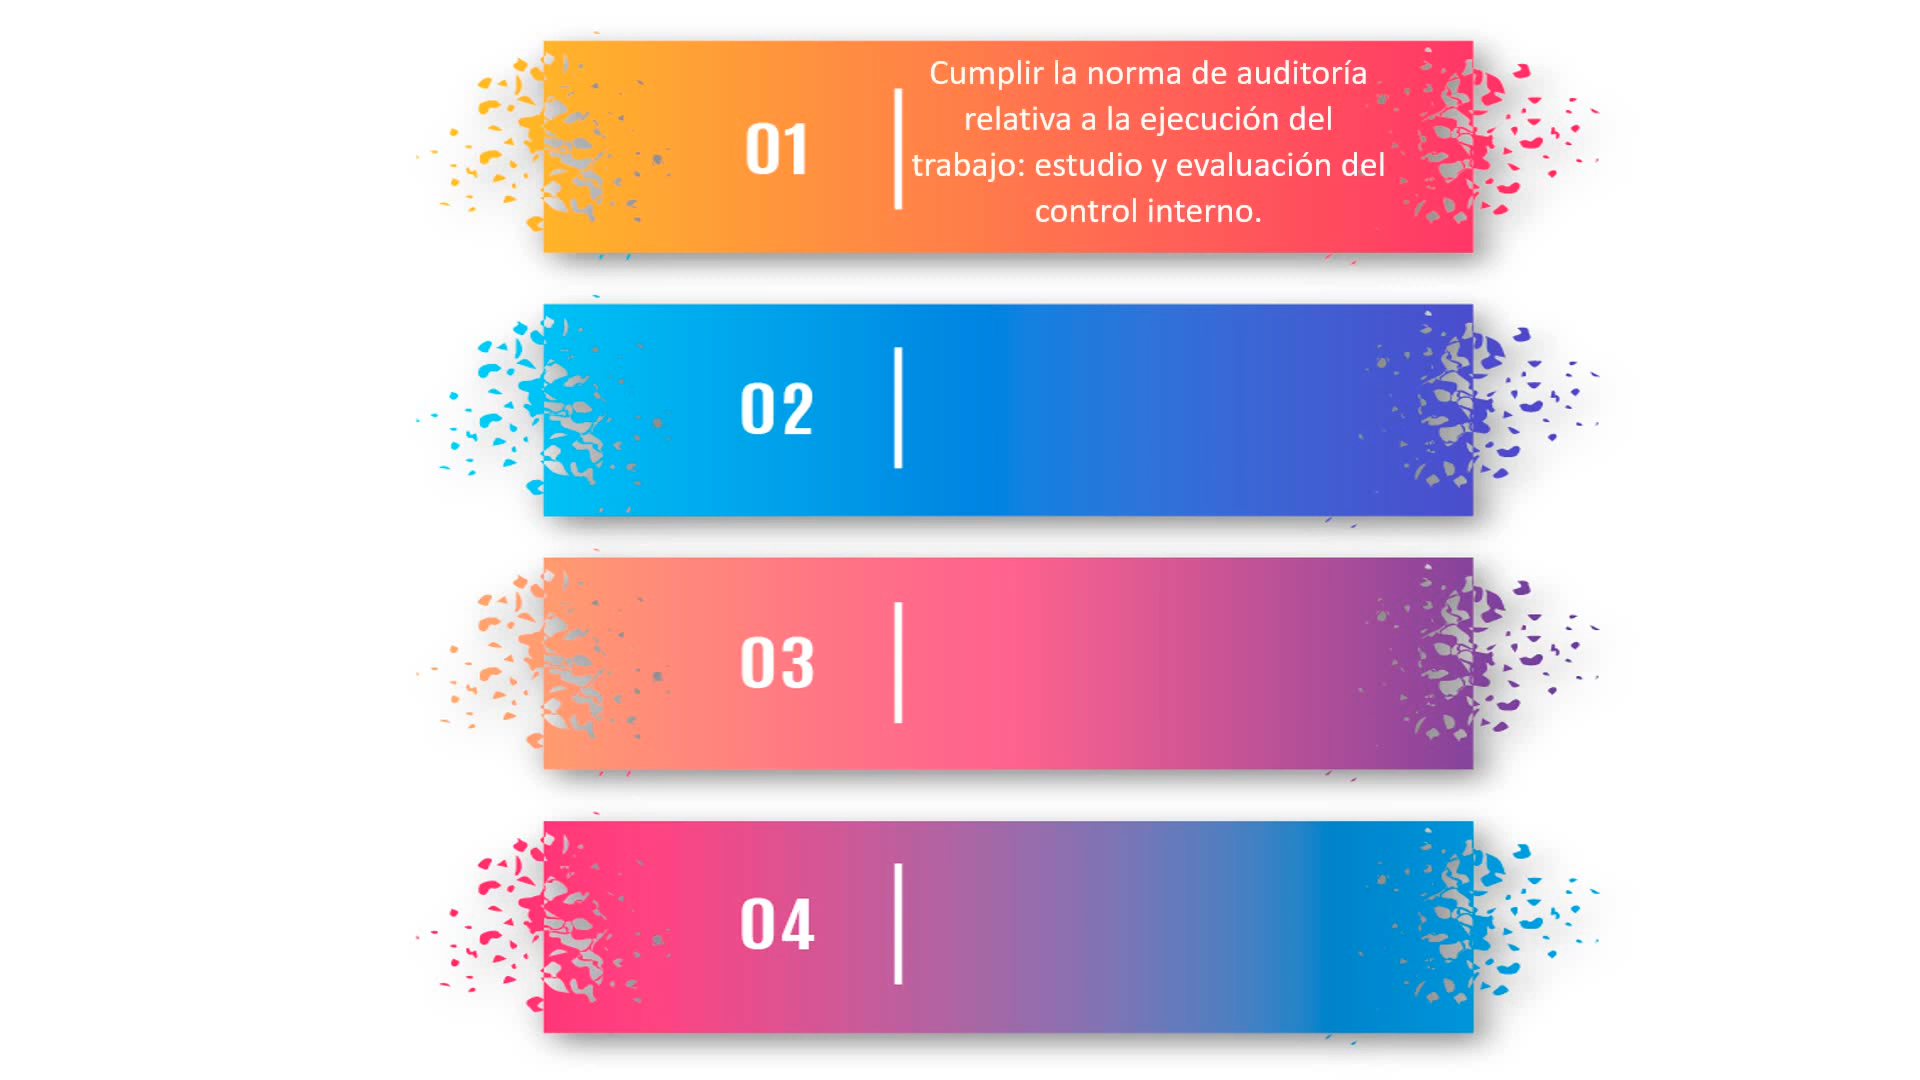 01
Cumplir la norma de auditoría
relativa a la ejecución del
trabajo: estudio y evaluación del
control interno.
02
03
04